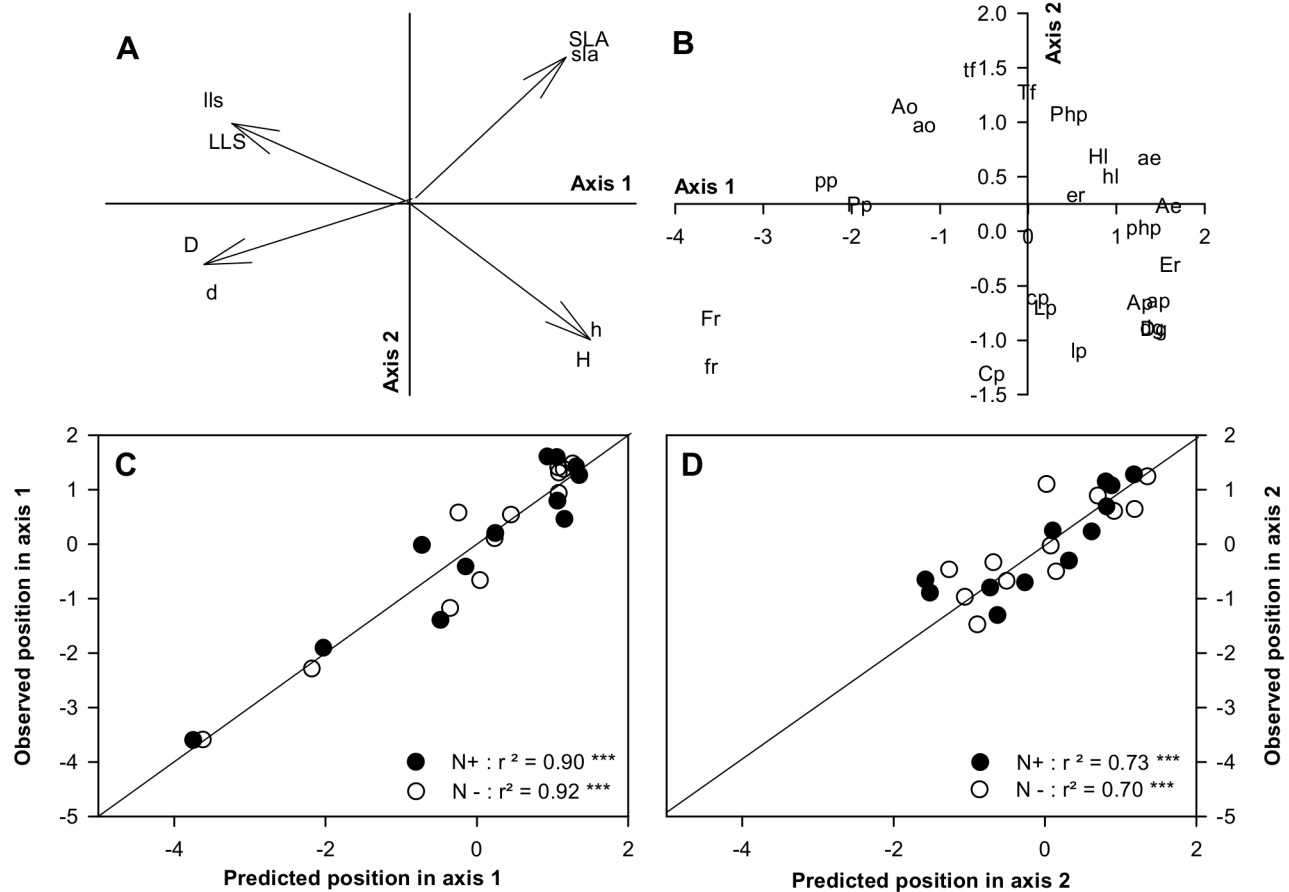 A
SLA
sla
lls
LLS
Axis 1
D
d
h
H
Axis 2
B
Axis 2
2.0
tf
1.5
Tf
Ao
Php
1.0
ao
Hl
ae
pp
0.5
hl
er
Axis 1
Pp
Ae
-4
-3
-2
-1
0
1
2
0.0
php
Er
-0.5
cp
Lp
Ap
ap
Fr
Dg
-1.0
lp
fr
Cp
-1.5
C
2
1
0
-1
-2
-3
-4
-5
Observed position in axis 1
N+ : r ² = 0.90 ***
N - : r² = 0.92 ***
-4
-2
0
2
Predicted position in axis 1
D
2
1
0
-1
-2
-3
-4
-5
Observed position in axis 2
N+ : r ² = 0.73 ***
N - : r² = 0.70 ***
-4
-2
0
2
Predicted position in axis 2